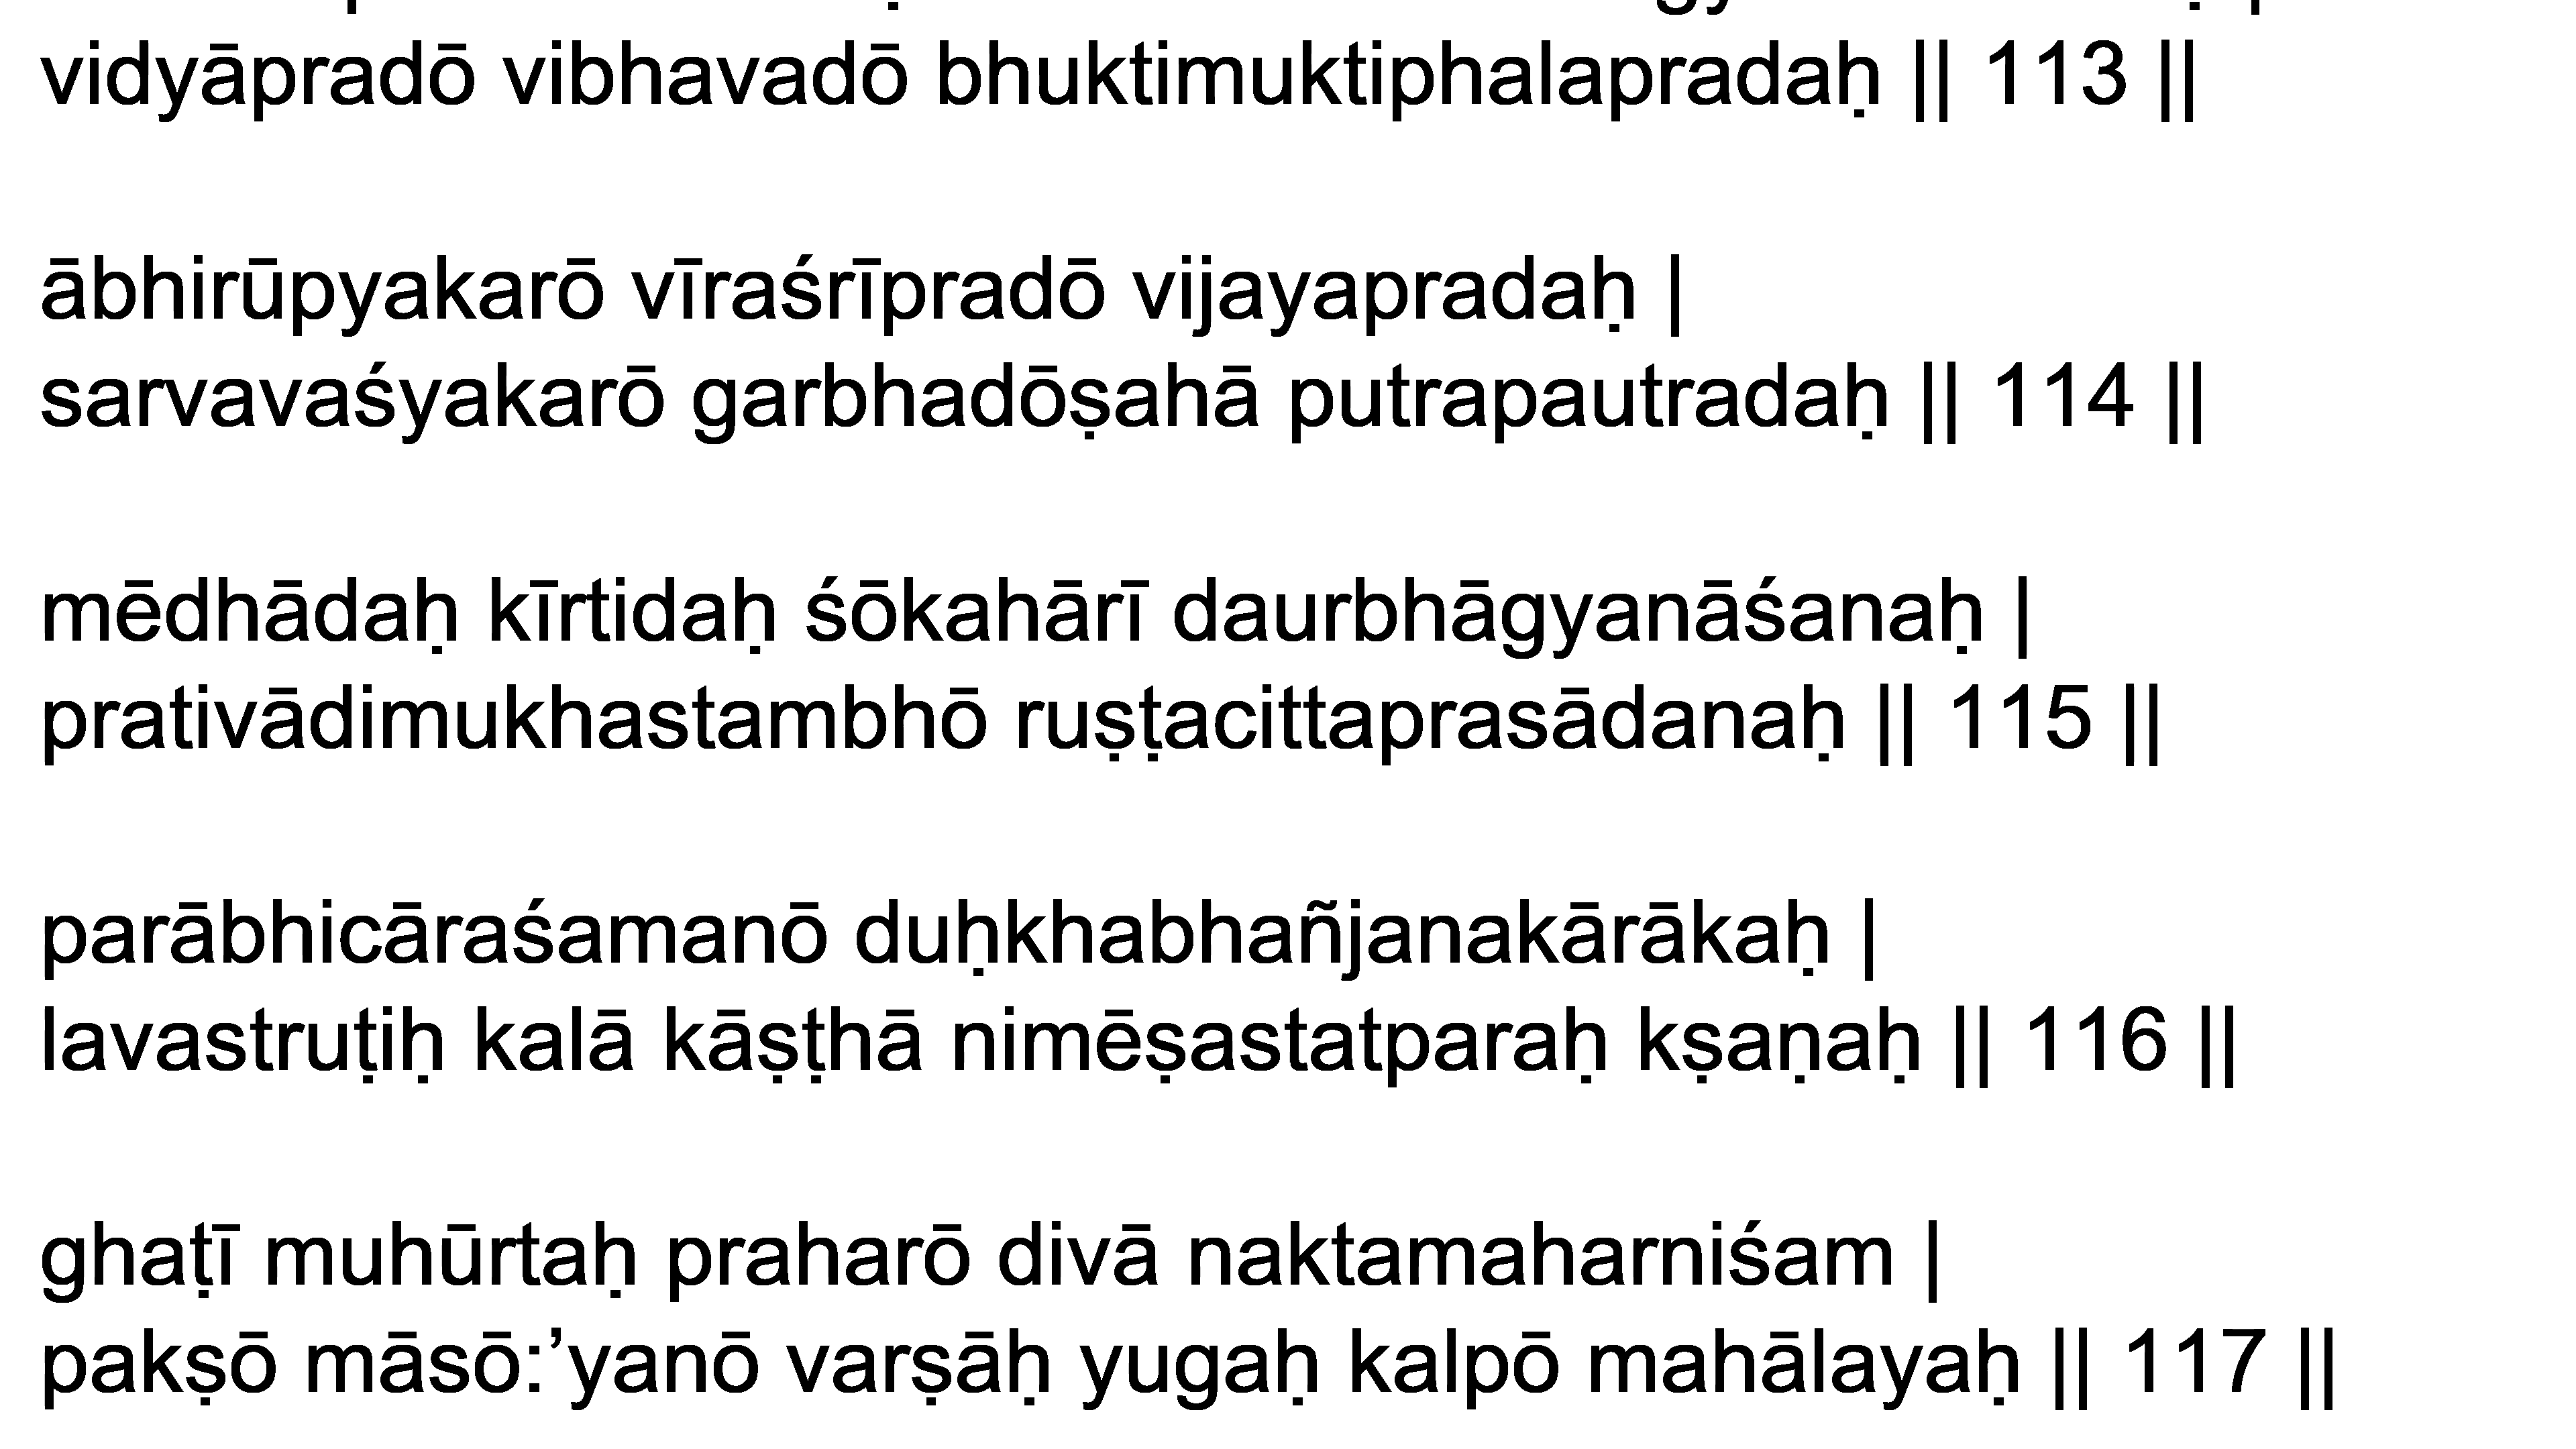 vidyāpradō vibhavadō bhuktimuktiphalapradaḥ || 113 ||
ābhirūpyakarō vīraśrīpradō vijayapradaḥ |
sarvavaśyakarō garbhadōṣahā putrapautradaḥ || 114 ||
mēdhādaḥ kīrtidaḥ śōkahārī daurbhāgyanāśanaḥ |
prativādimukhastambhō ruṣṭacittaprasādanaḥ || 115 ||
parābhicāraśamanō duḥkhabhañjanakārākaḥ |
lavastruṭiḥ kalā kāṣṭhā nimēṣastatparaḥ kṣaṇaḥ || 116 ||
ghaṭī muhūrtaḥ praharō divā naktamaharniśam |
pakṣō māsō:’yanō varṣāḥ yugaḥ kalpō mahālayaḥ || 117 ||